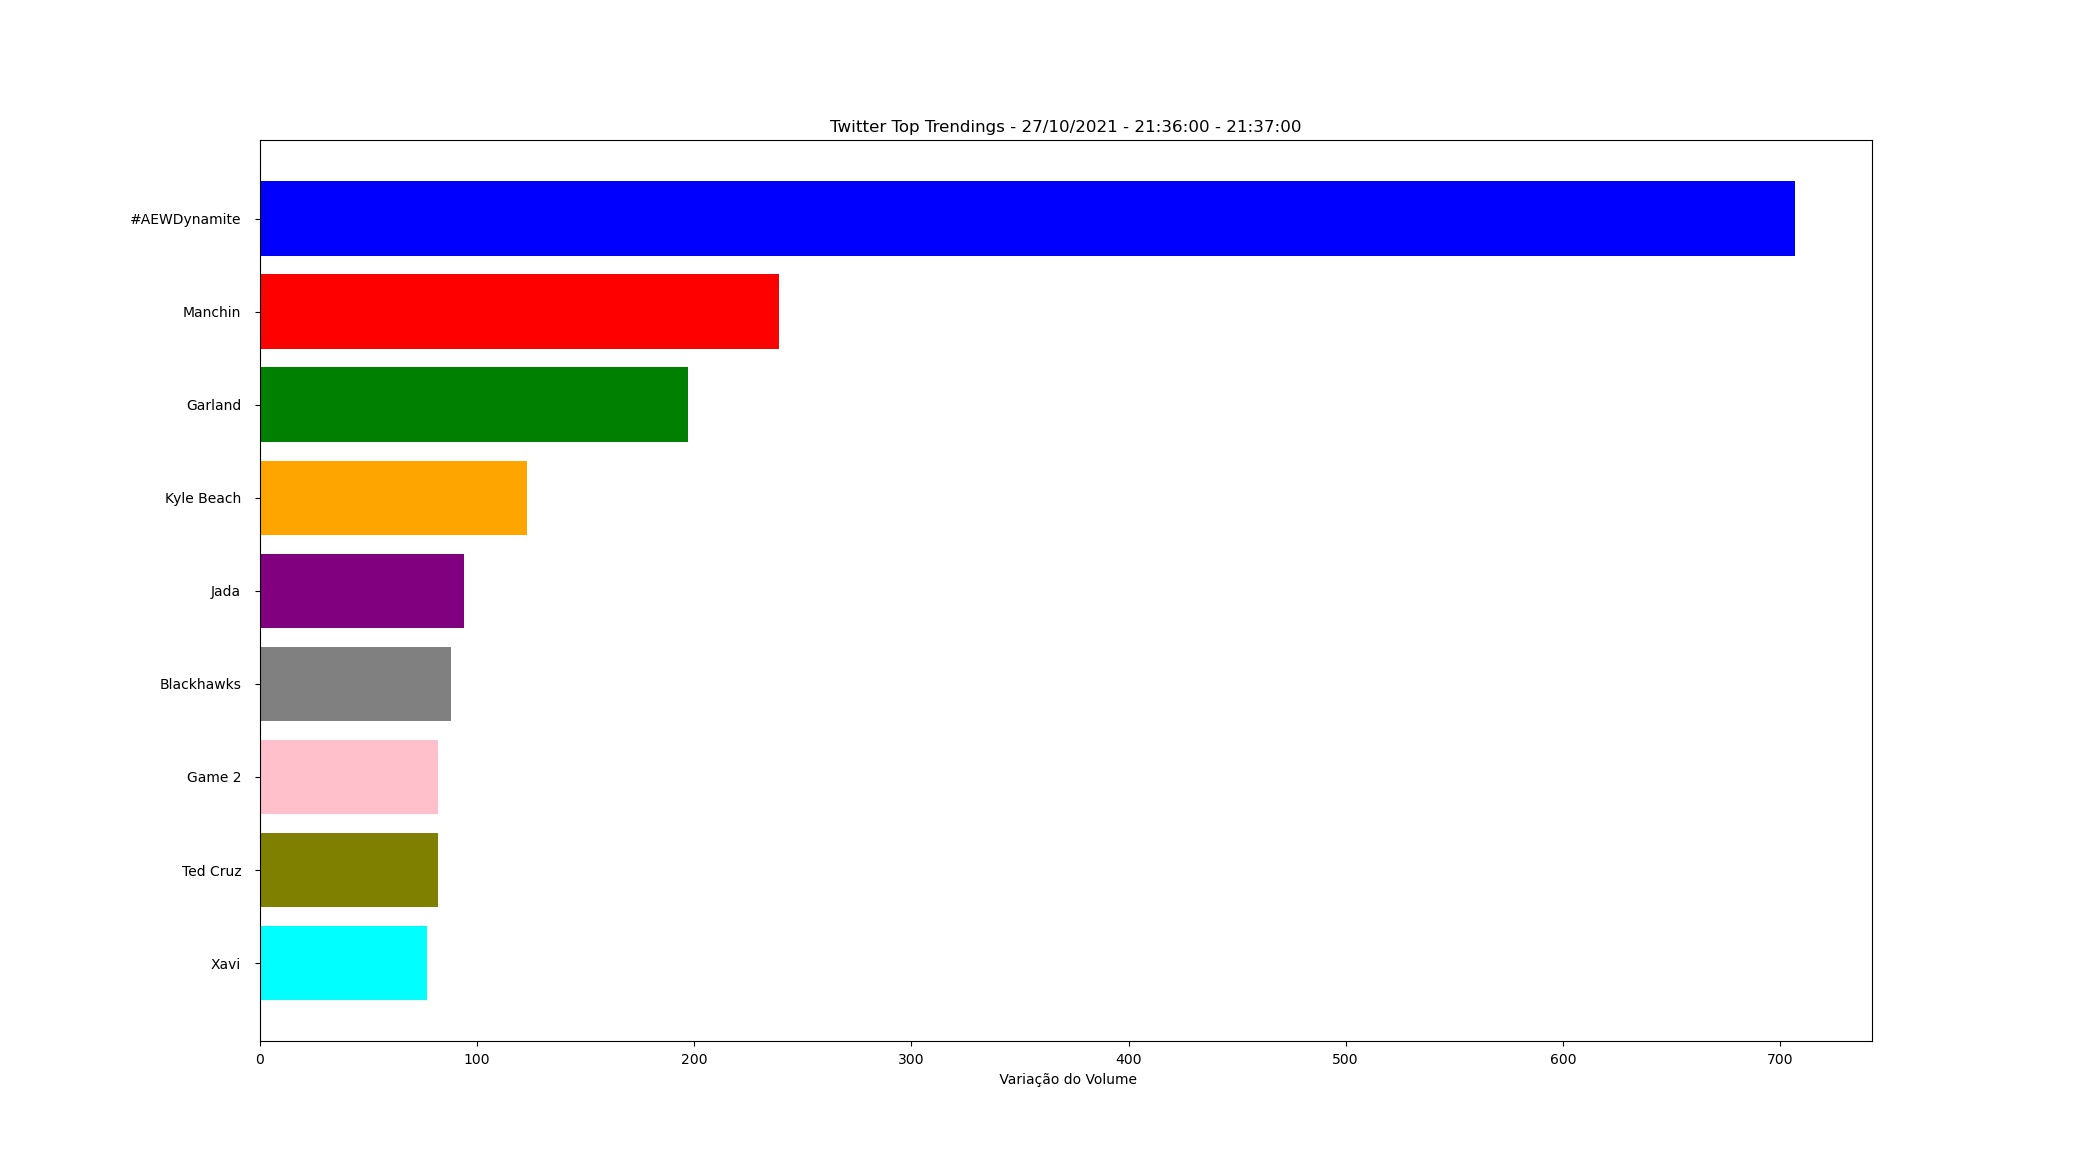 Twitter Top Trendings - 27/10/2021 - 21:36:00 - 21:37:00
#AEWDynamite
Manchin
Garland
Kyle Beach
Jada
Blackhawks
Game 2
Ted Cruz
Xavi
0 100 200 300 400 500 600 700
Variação do Volume